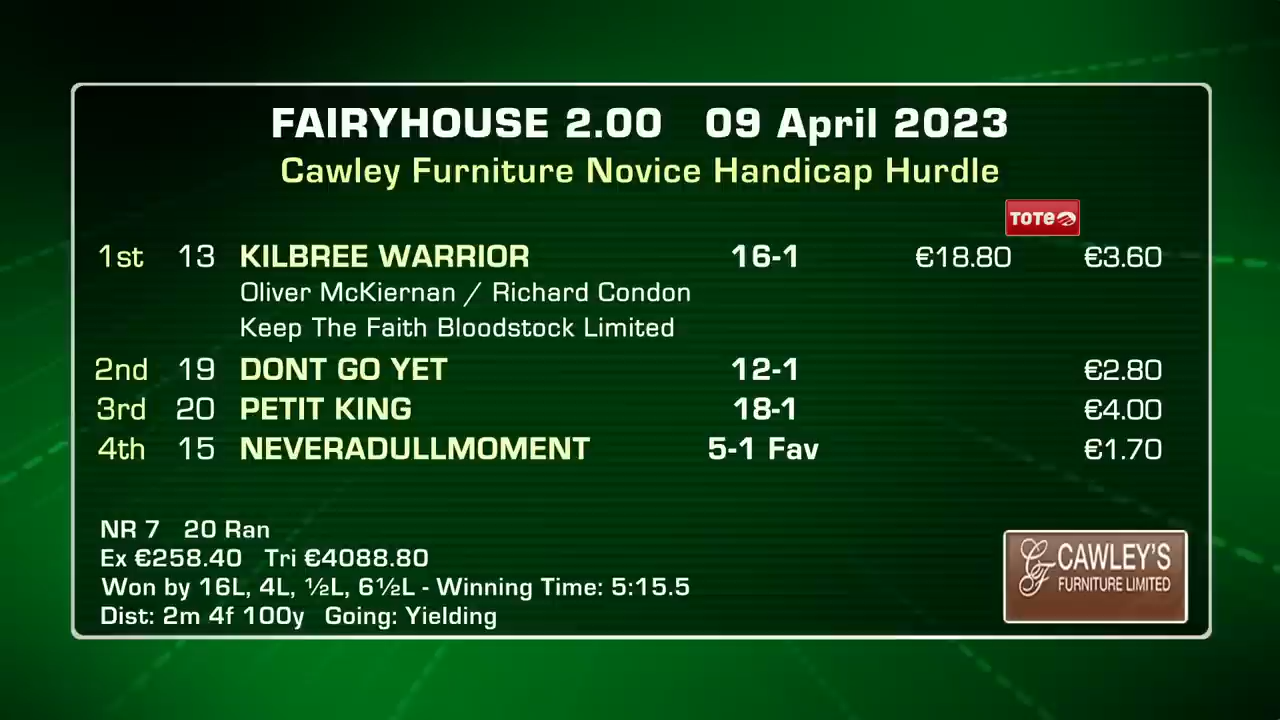 FAIRYHOUSE 2.00 09 April 2023
Cawley Furniture Novice Handicap Hurdle
TOTE
1st 13 KILBREE WARRIOR 16-1 €18.80 €3.60
Oliver McKiernan / Richard Condon
Keep The Faith Bloodstock Limited
2nd 19 DONT GO YET 12-1 €2.80
3rd 20 PETIT KING 18-1 €4.00
4th 15 NEVERADULLMOMENT 5-1 Fav €1.70
NR 7 20 Ran
Ex €258.40 Tri €4088.80
Won by 16L, 4L, ½L, 6½L - Winning Time: 5:15.5
Dist: 2m 4f 100y Going: Yielding
CF CAWLEY'S
FURNITURE LIMITED